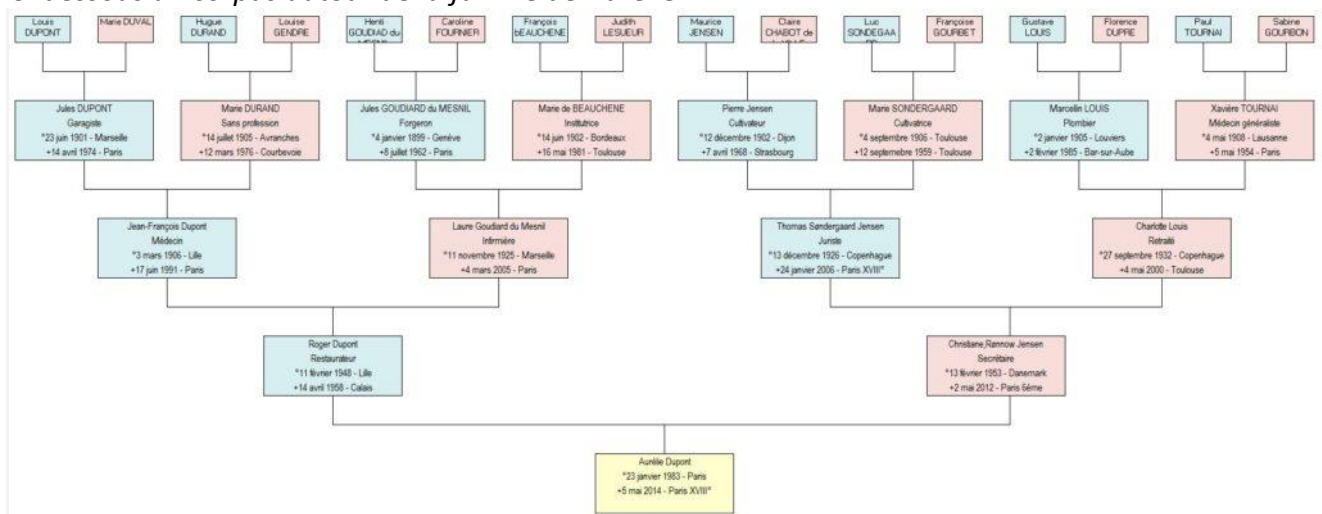 Louis
DUPONT
Marie DUVAL
Hugue
DURAND
Louise
GENDRE
Henti
GOUDIAD du
Caroline
FOURNIER
François
bEAUCHENE
Judith
LESUEUR
Maurice
JENSEN
Claire
CHABOT de
Luc
SONDEGAA
Françoise
GOURBET
Gustave
LOUIS
Florence
DUPRE
Paul
TOURNAI
Sabine
GOURBON
Jules DUPONT
Garagiste
*23 juin 1901 - Marseille
+14 avril 1974 - Paris
Marie DURAND
Sans profession
*14 juillet 1905 - Avranches
+12 mars 1976 - Courbevoie
Jules GOUDIARD du MESNIL
Forgeron
*4 janvier 1899 - Genève
+8 juillet 1962 - Paris
Marie de BEAUCHENE
Institutrice
*14 juin 1902 - Bordeaux
+16 mai 1981 - Toulouse
Pierre Jensen
Cultivateur
*12 décembre 1902 - Dijon
+7 avril 1968 - Strasbourg
Marie SONDERGAARD
Cultivatrice
*4 septembre 1906 - Toulouse
+12 septemebre 1959 - Toulouse
Marcelin LOUIS
Plombier
*2 janvier 1905 - Louviers
+2 février 1985 - Bar-sur-Aube
Xavière TOURNAI
Médecin généraliste
*4 mai 1908 - Lausanne
+5 mai 1954 - Paris
Jean-François Dupont
Médecin
*3 mars 1906 - Lille
+17 juin 1991 - Paris
Laure Goudiard du Mesnil
Infirmière
*11 novembre 1925 - Marseille
+4 mars 2005 - Paris
Thomas Søndergaard Jensen
Juriste
*13 décembre 1926 - Copenhague
+24 janvier 2006 - Paris XVIII°
Charlotte Louis
Retraité
*27 septembre 1932 - Copenhague
+4 mai 2000 - Toulouse
Roger Dupont
Restaurateur
*11 février 1948 - Lille
+14 avril 1958 - Calais
Christiane,Rønnow Jensen
Secrétaire
*13 février 1953 - Danemark
+2 mai 2012 - Paris 6éme
Aurélie Dupont
*23 janvier 1983 - Paris
+5 mai 2014 - Paris XVIII°